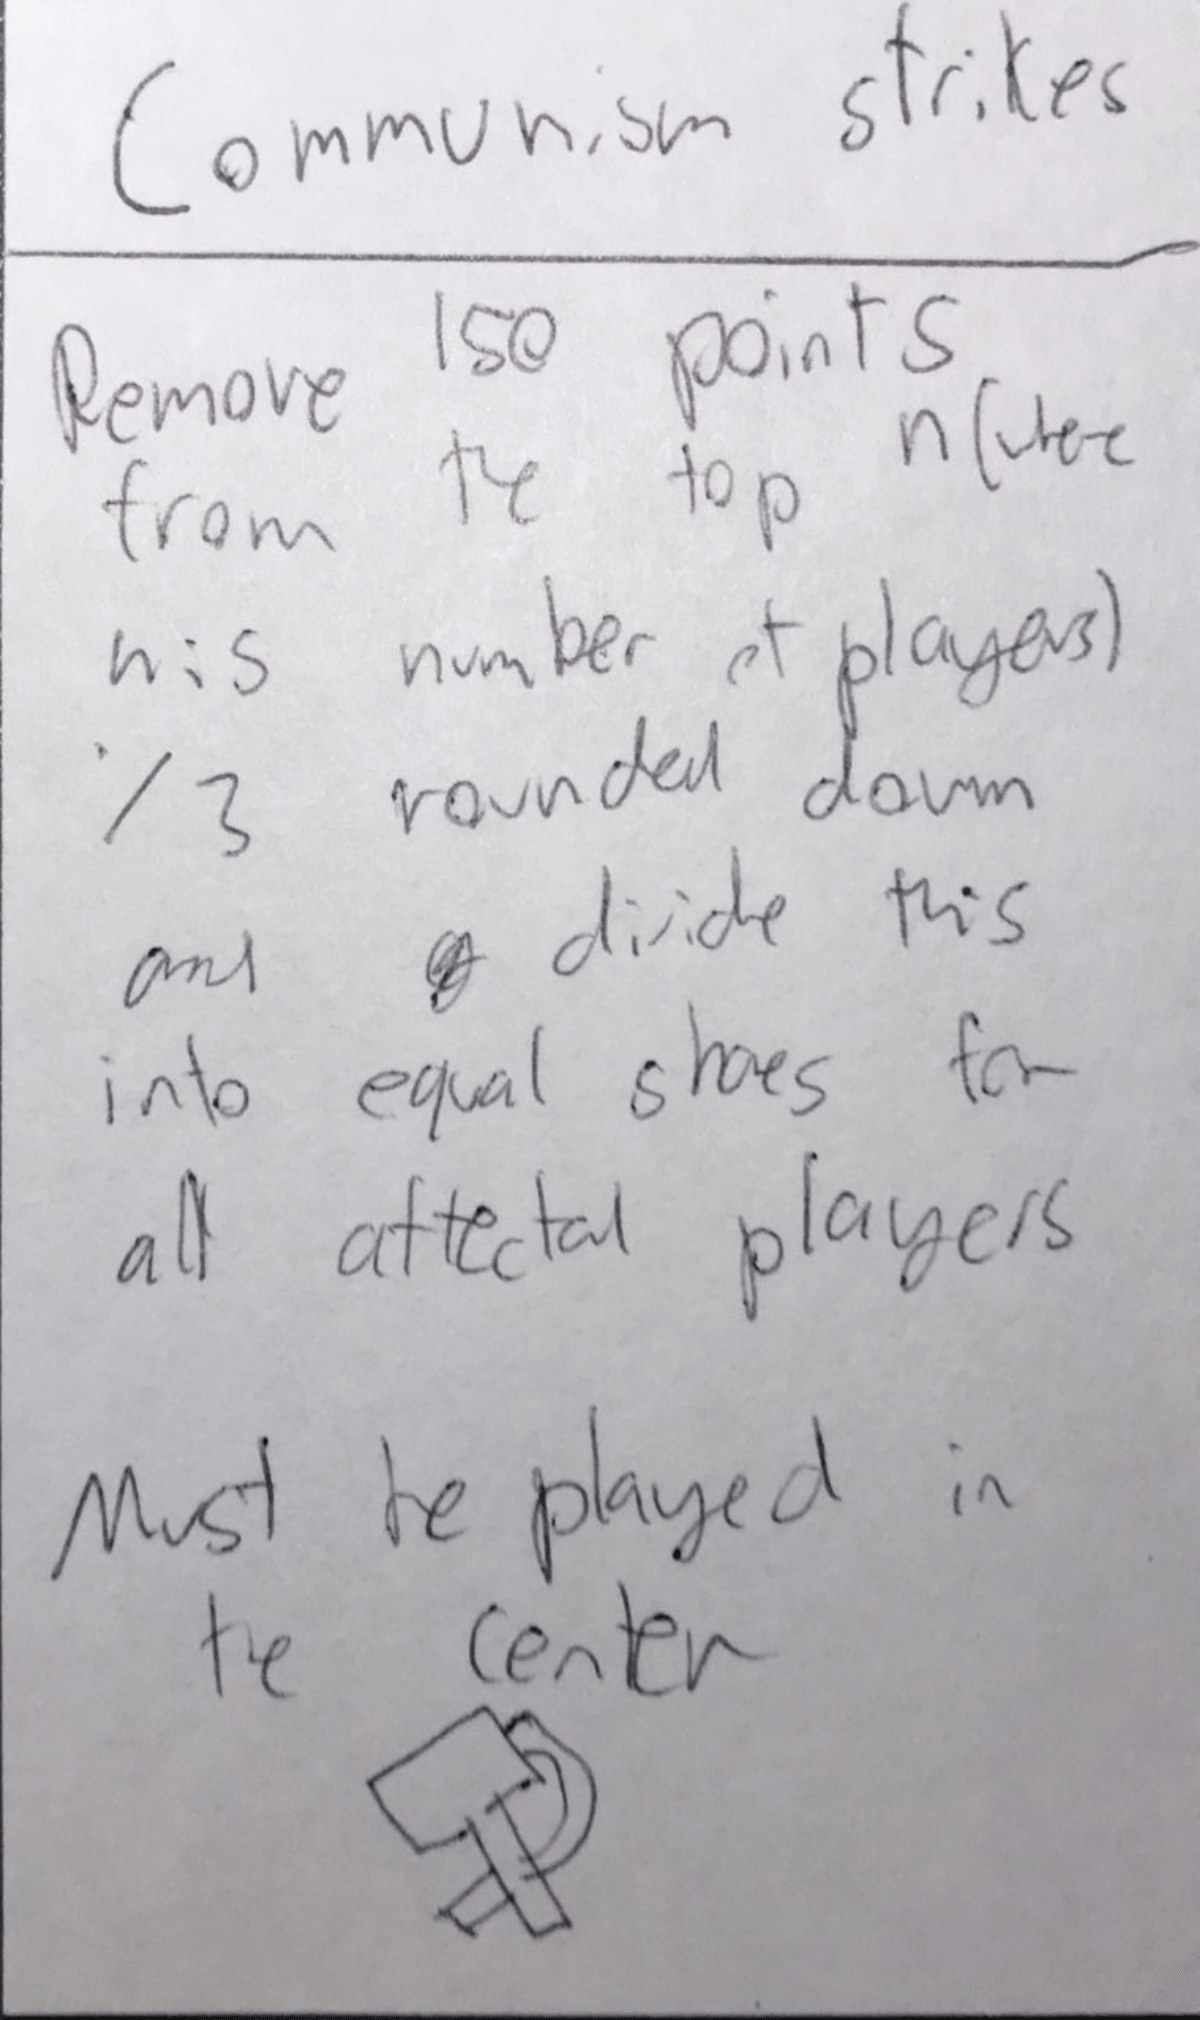 Communism strikes
Remove 150 points
from the top n(where
n is number of players)
/3 rounded down
and divide this
into equal shares for
all affected players
Must be played in
the center